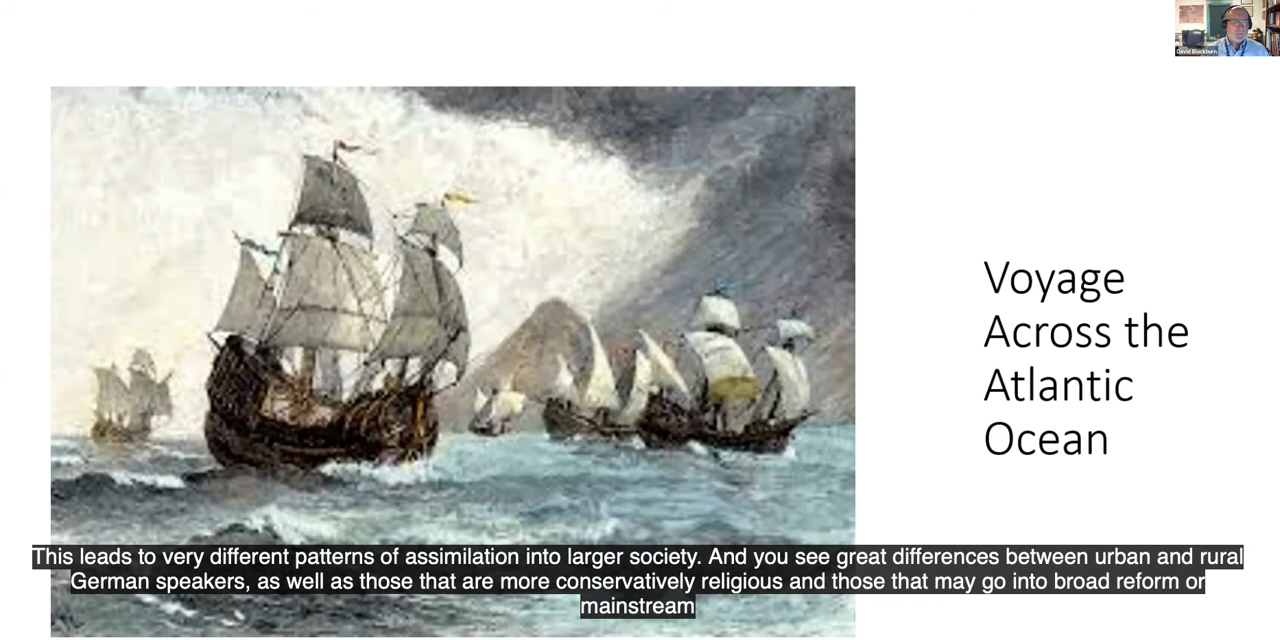 David Blackburn
Voyage
Across the
Atlantic
Ocean
This leads to very different patterns of assimilation into larger society. And you see great differences between urban and rural
German speakers, as well as those that are more conservatively religious and those that may go into broad reform or
mainstream